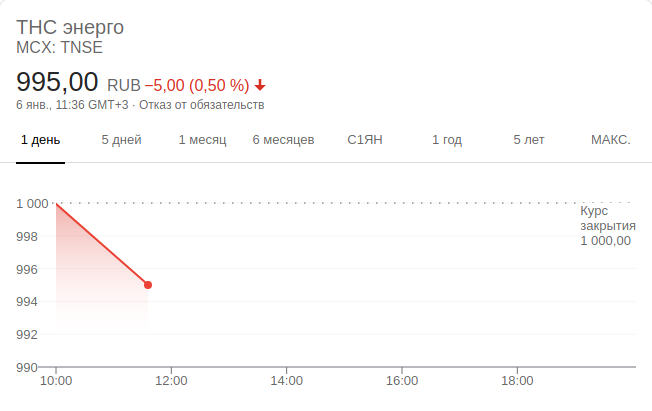 ТНС энерго
MCX: TNSE
995,00 RUB −5,00 (0,50 %)
6 янв., 11:36 GMT+3 · Отказ от обязательств
1 день 5 дней 1 месяц 6 месяцев С1ЯН 1 год 5 лет МАКС.
1 000
Курс
закрытия
1 000,00
998
996
994
992
990
10:00 12:00 14:00 16:00 18:00